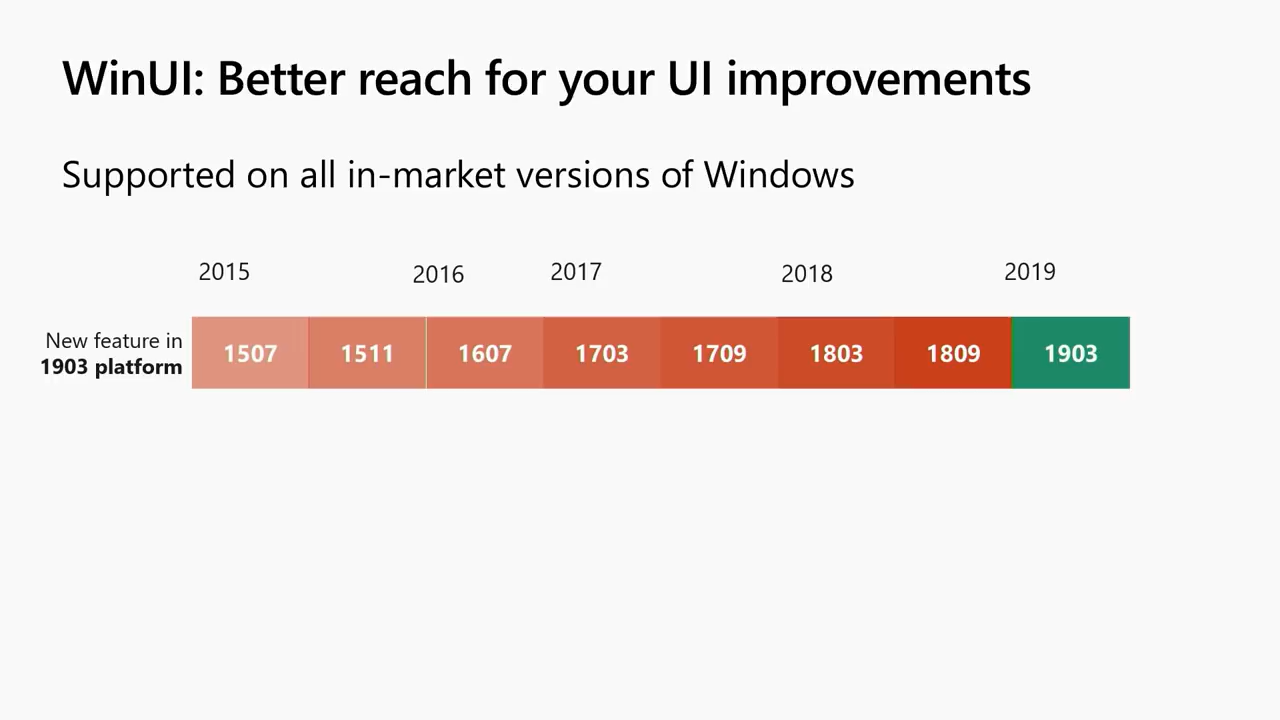 WinUI: Better reach for your UI improvements
Supported on all in-market versions of Windows
2015 2016 2017 2018 2019
New feature in
1903 platform
1507 1511 1607 1703 1709 1803 1809 1903